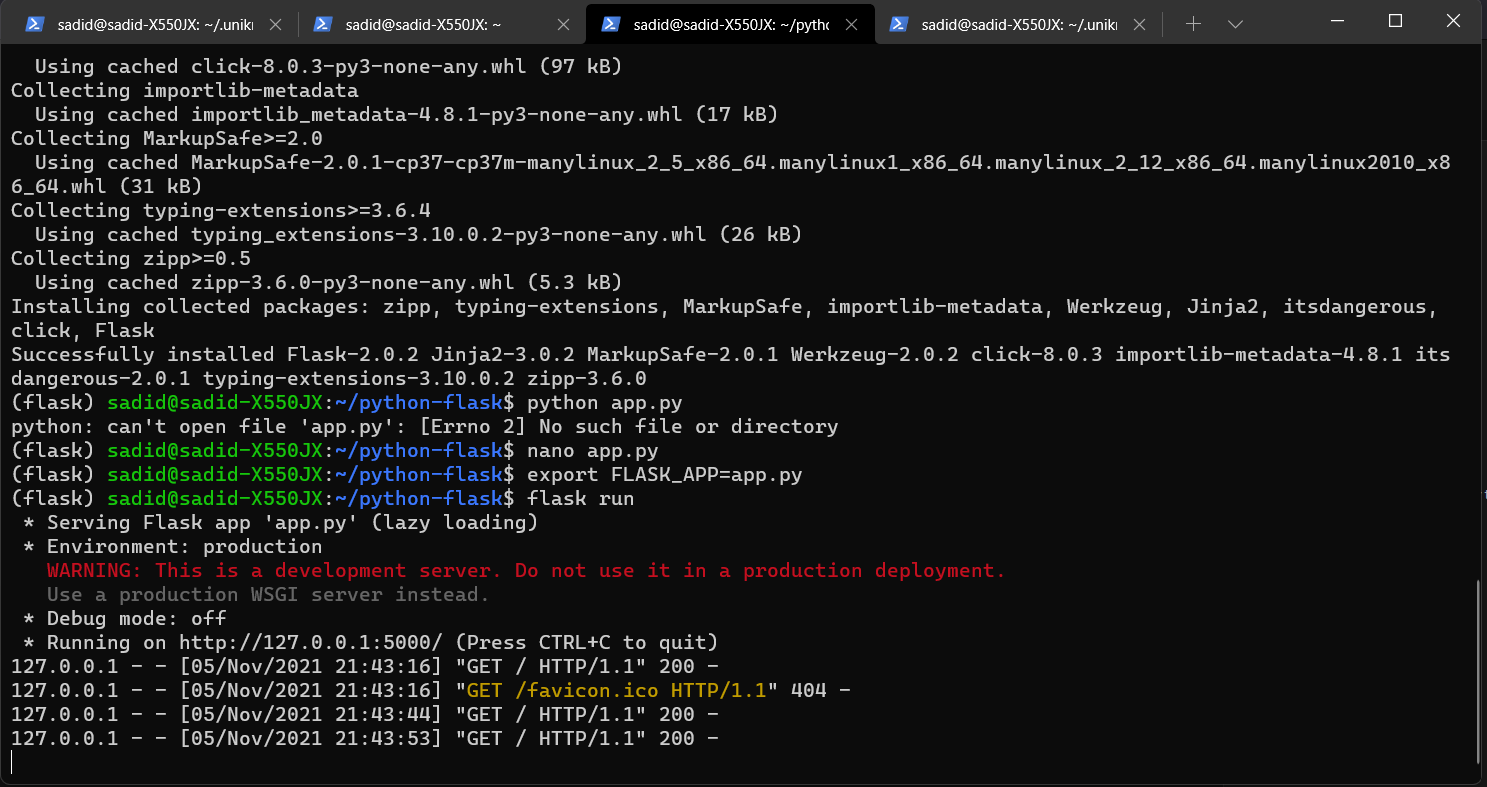 sadid@sadid-X550JX: ~/.unikr
sadid@sadid-X550JX: ~
sadid@sadid-X550JX: ~/pytho
sadid@sadid-X550JX: ~/.unikr
Using cached click-8.0.3-py3-none-any.whl (97 kB)
Collecting importlib-metadata
Using cached importlib_metadata-4.8.1-py3-none-any.whl (17 kB)
Collecting MarkupSafe>=2.0
Using cached MarkupSafe-2.0.1-cp37-cp37m-manylinux_2_5_x86_64.manylinux1_x86_64.manylinux_2_12_x86_64.manylinux2010_x8
6_64.whl (31 kB)
Collecting typing-extensions>=3.6.4
Using cached typing_extensions-3.10.0.2-py3-none-any.whl (26 kB)
Collecting zipp>=0.5
Using cached zipp-3.6.0-py3-none-any.whl (5.3 kB)
Installing collected packages: zipp, typing-extensions, MarkupSafe, importlib-metadata, Werkzeug, Jinja2, itsdangerous,
click, Flask
Successfully installed Flask-2.0.2 Jinja2-3.0.2 MarkupSafe-2.0.1 Werkzeug-2.0.2 click-8.0.3 importlib-metadata-4.8.1 its
dangerous-2.0.1 typing-extensions-3.10.0.2 zipp-3.6.0
(flask) sadid@sadid-X550JX:~/python-flask$ python app.py
python: can't open file 'app.py': [Errno 2] No such file or directory
(flask) sadid@sadid-X550JX:~/python-flask$ nano app.py
(flask) sadid@sadid-X550JX:~/python-flask$ export FLASK_APP=app.py
(flask) sadid@sadid-X550JX:~/python-flask$ flask run
* Serving Flask app 'app.py' (lazy loading)
* Environment: production
WARNING: This is a development server. Do not use it in a production deployment.
Use a production WSGI server instead.
* Debug mode: off
* Running on http://127.0.0.1:5000/ (Press CTRL+C to quit)
127.0.0.1 - - [05/Nov/2021 21:43:16] "GET / HTTP/1.1" 200 -
127.0.0.1 - - [05/Nov/2021 21:43:16] "GET /favicon.ico HTTP/1.1" 404 -
127.0.0.1 - - [05/Nov/2021 21:43:44] "GET / HTTP/1.1" 200 -
127.0.0.1 - - [05/Nov/2021 21:43:53] "GET / HTTP/1.1" 200 -